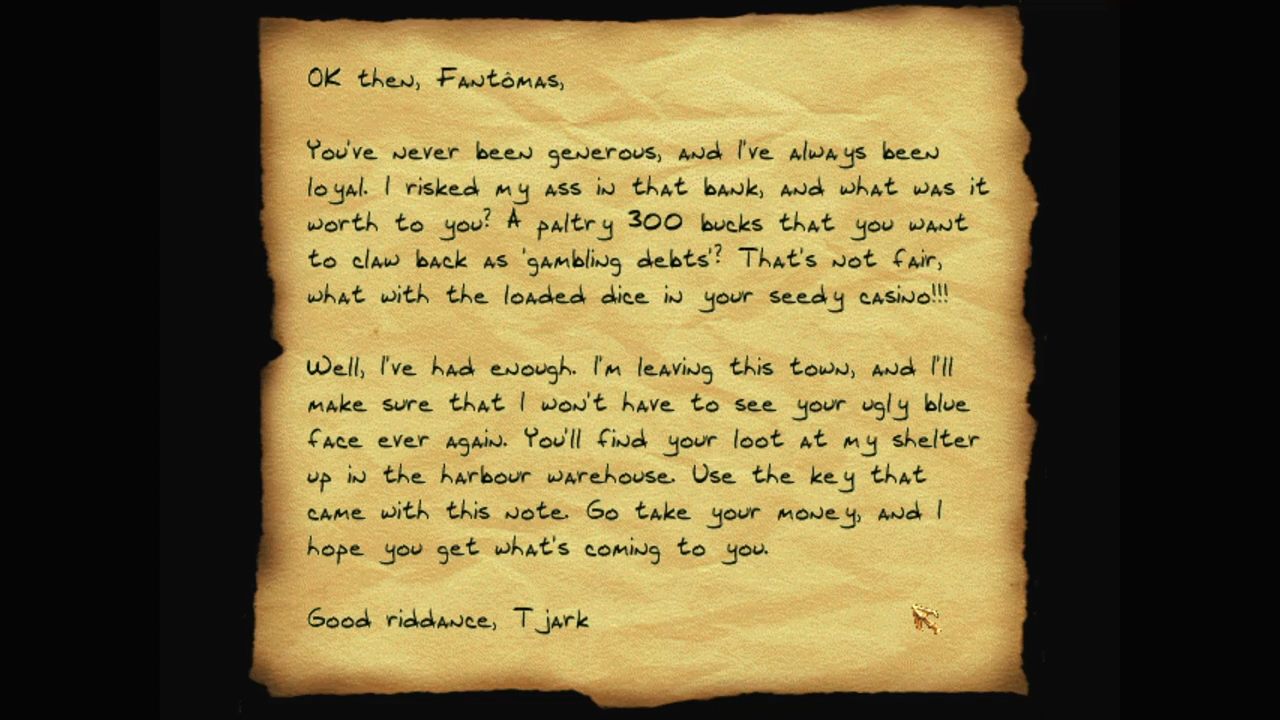 OK then, Fantômas,
You've never been generous, and I've always been
loyal. I risked my ass in that bank, and what was it
worth to you? A paltry 300 bucks that you want
to claw back as 'gambling debts'? That's not fair,
what with the loaded dice in your seedy casino!!!
Well, I've had enough. I'm leaving this town, and I'll
make sure that I won't have to see your ugly blue
face ever again. You'll find your loot at my shelter
up in the harbour warehouse. Use the key that
came with this note. Go take your money, and I
hope you get what's coming to you.
Good riddance, Tjark